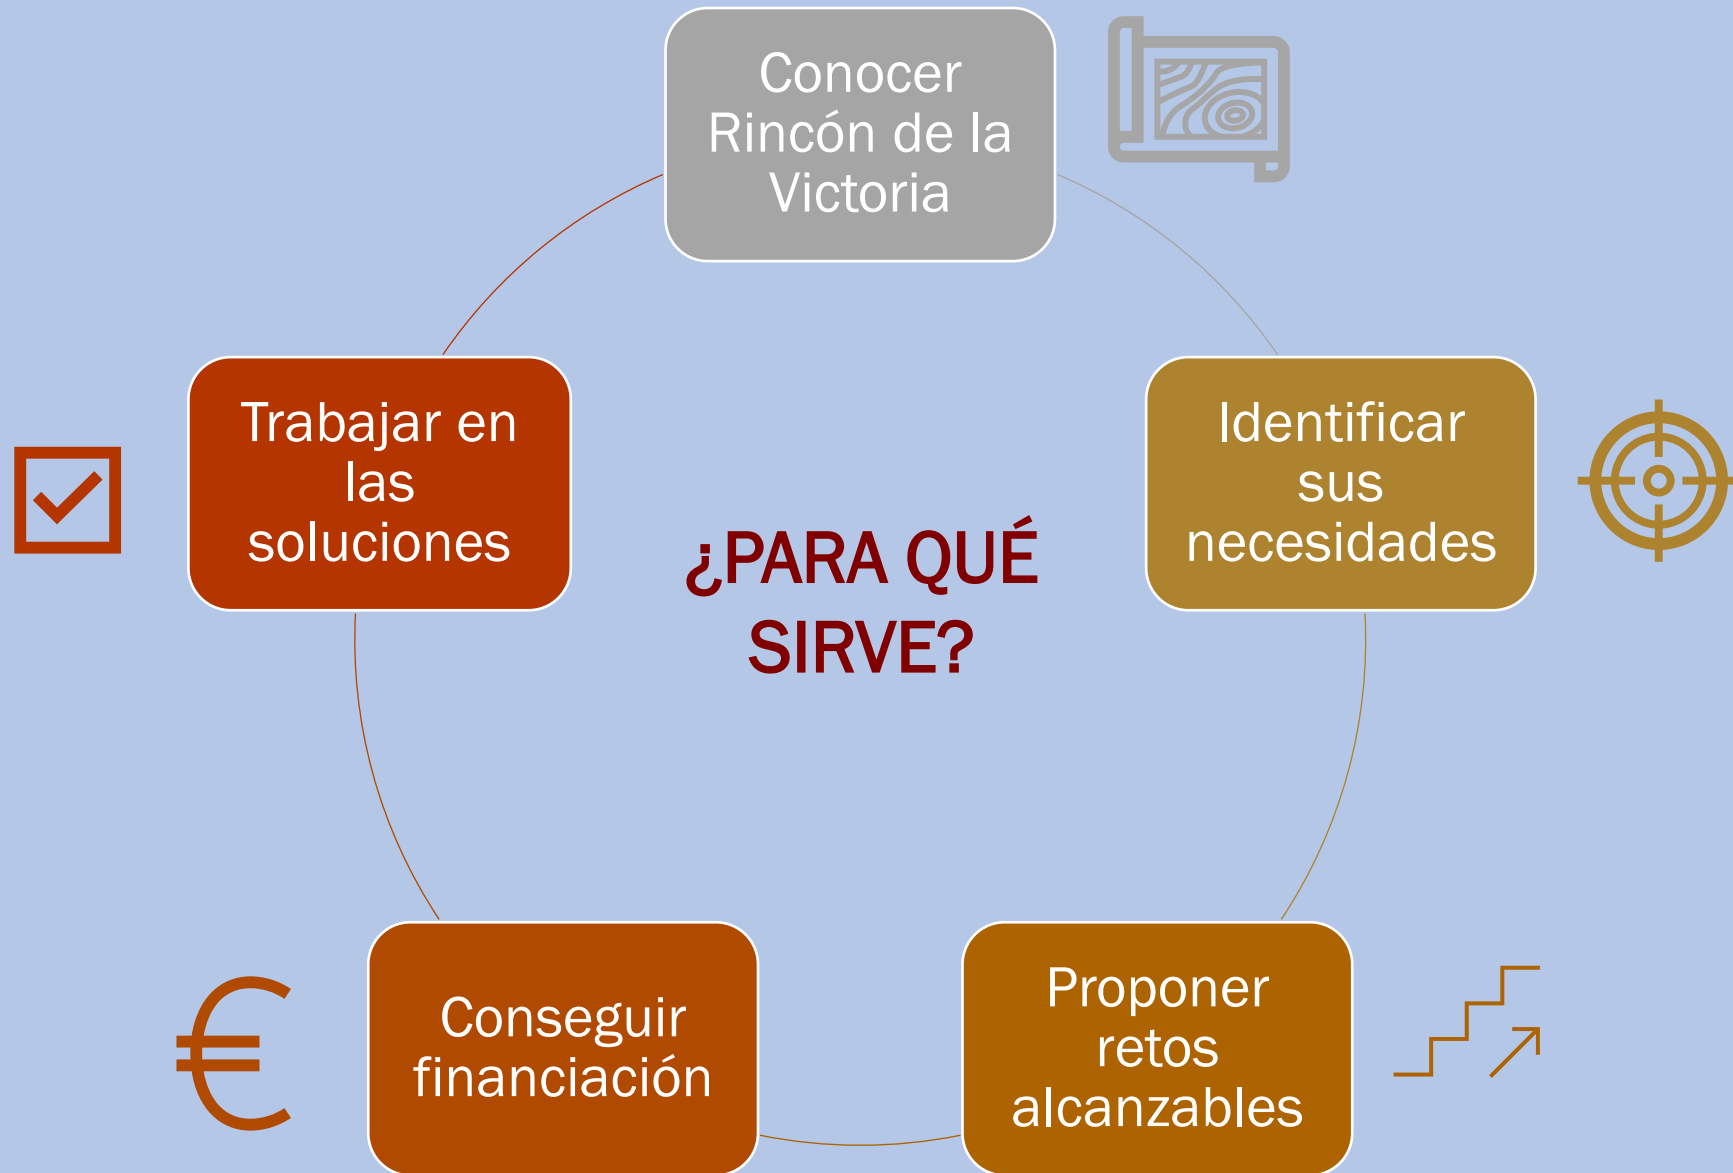 Conocer
Rincón de la
Victoria
Identificar
sus
necesidades
Proponer
retos
alcanzables
Conseguir
financiación
Trabajar en
las
soluciones
¿PARA QUÉ
SIRVE?
€